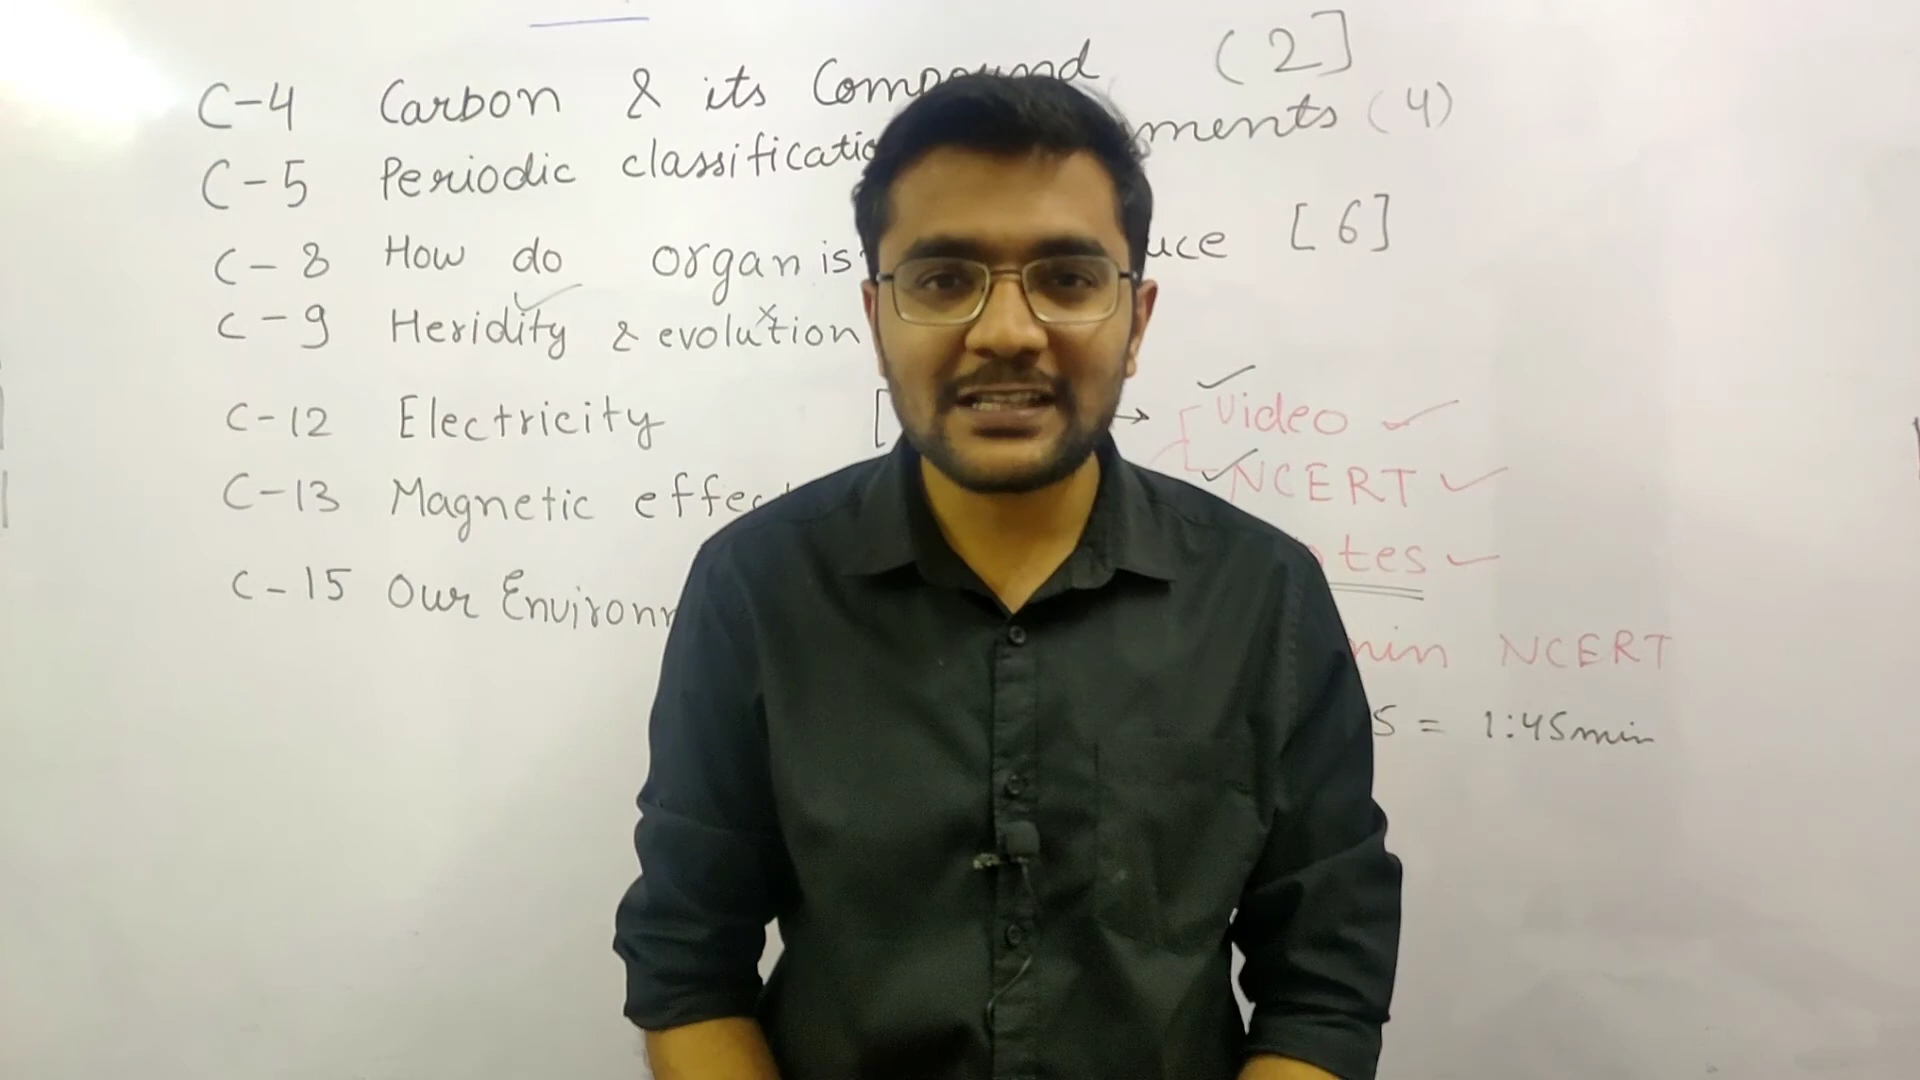 C-4 Carbon & its Compound (2]
C-5 Periodic classificatio ments (4)
C-8 How do organis uce [6]
C-9 Heridity & evolution
C-12 Electricity [ → Video ✓
C-13 Magnetic effec NCERT ✓
tes ✓
C-15 Our Environ
min NCERT
S = 1:45min